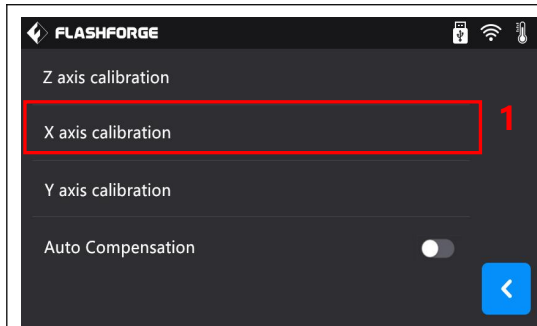 FLASHFORGE
Z axis calibration
X axis calibration
1
Y axis calibration
Auto Compensation